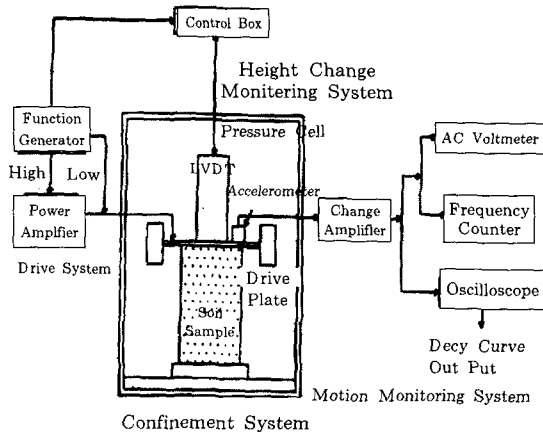 Control Box
Height Change
Monitering System
Function
Generator
Pressure Cell
High
Low
LVDT
Accelerometer
AC Voltmeter
Power
Amplfier
Change
Amplifier
Frequency
Counter
Drive System
Drive
Plate
Oscilloscope
Soil
Sample
Decy Curve
Out Put
Motion Monitoring System
Confinement System